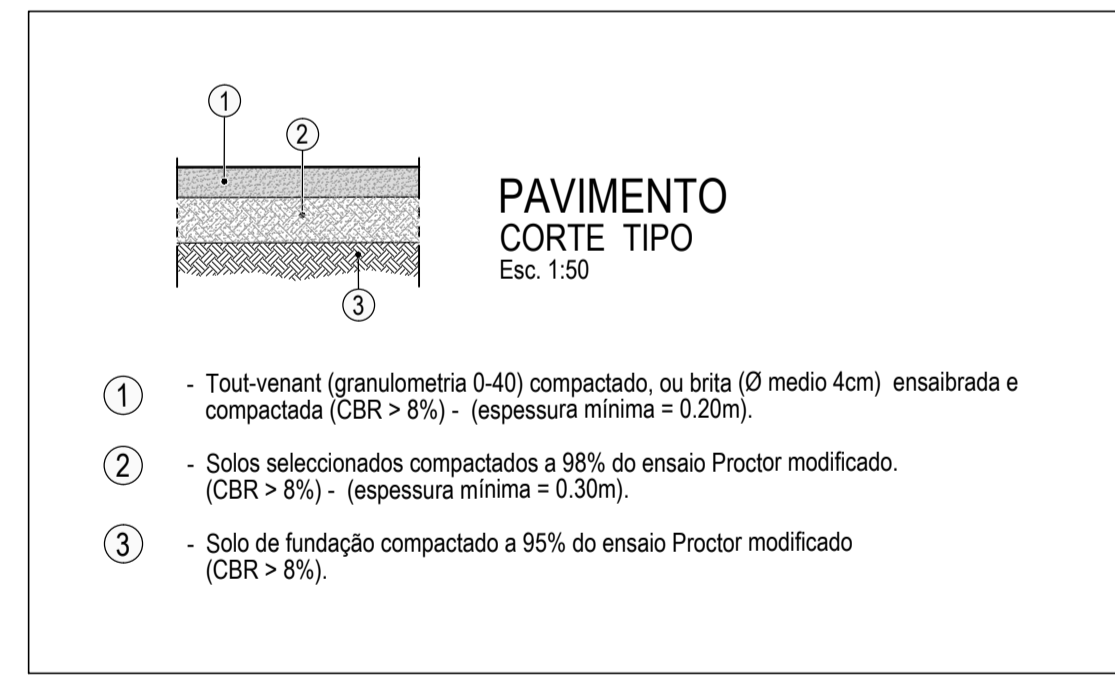 1
2
3
PAVIMENTO
CORTE TIPO
Esc. 1:50
1 - Tout-venant (granulometria 0-40) compactado, ou brita (Ø medio 4cm) ensaibrada e
compactada (CBR > 8%) - (espessura mínima = 0.20m).
2 - Solos seleccionados compactados a 98% do ensaio Proctor modificado.
(CBR > 8%) - (espessura mínima = 0.30m).
3 - Solo de fundação compactado a 95% do ensaio Proctor modificado
(CBR > 8%).